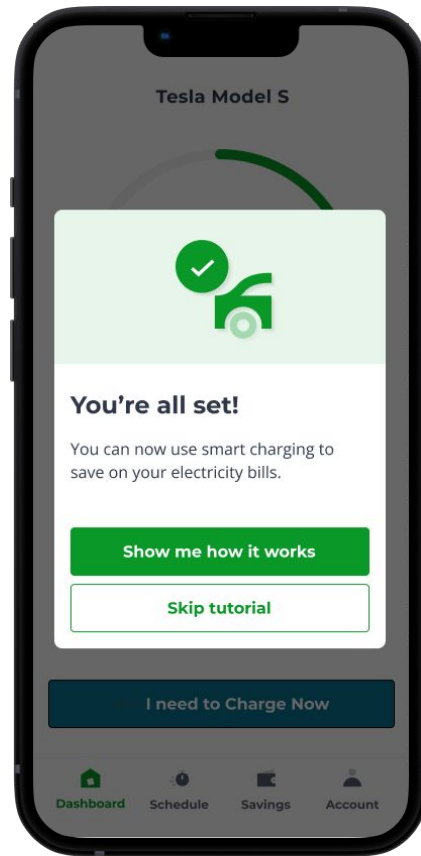 Tesla Model S
You're all set!
You can now use smart charging to
save on your electricity bills.
Show me how it works
Skip tutorial
I need to Charge Now
Dashboard Schedule Savings Account